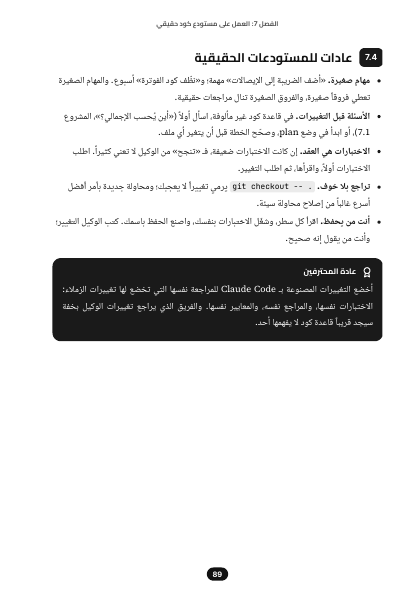 الفصل 7: العمل على مستودع كود حقيقي
7.4 عادات للمستودعات الحقيقية
• مهام صغيرة. «أضف الضريبة إلى الإيصالات» مهمة؛ و«نظّف كود الفوترة» أسبوع. والمهام الصغيرة
تعطي فروقاً صغيرة، والفروق الصغيرة تنال مراجعات حقيقية.
• الأسئلة قبل التغييرات. في قاعدة كود غير مألوفة، اسأل أولاً («أين يُحسب الإجمالي؟»، المشروع
7.1)، أو ابدأ في وضع plan، وصحّح الخطة قبل أن يتغير أي ملف.
• الاختبارات هي العقد. إن كانت الاختبارات ضعيفة، فـ «تنجح» من الوكيل لا تعني كثيراً. اطلب
الاختبارات أولاً، واقرأها، ثم اطلب التغيير.
• تراجع بلا خوف. git checkout -- . يرمي تغييراً لا يعجبك؛ ومحاولة جديدة بأمر أفضل
أسرع غالباً من إصلاح محاولة سيئة.
• أنت من يحفظ. اقرأ كل سطر، وشغّل الاختبارات بنفسك، واصنع الحفظ باسمك. كتب الوكيل التغيير؛
وأنت من يقول إنه صحيح.
عادة المحترفين
أخضع التغييرات المصنوعة بـ Claude Code للمراجعة نفسها التي تخضع لها تغييرات الزملاء:
الاختبارات نفسها، والمراجع نفسه، والمعايير نفسها. والفريق الذي يراجع تغييرات الوكيل بخفة
سيجد قريباً قاعدة كود لا يفهمها أحد.
89